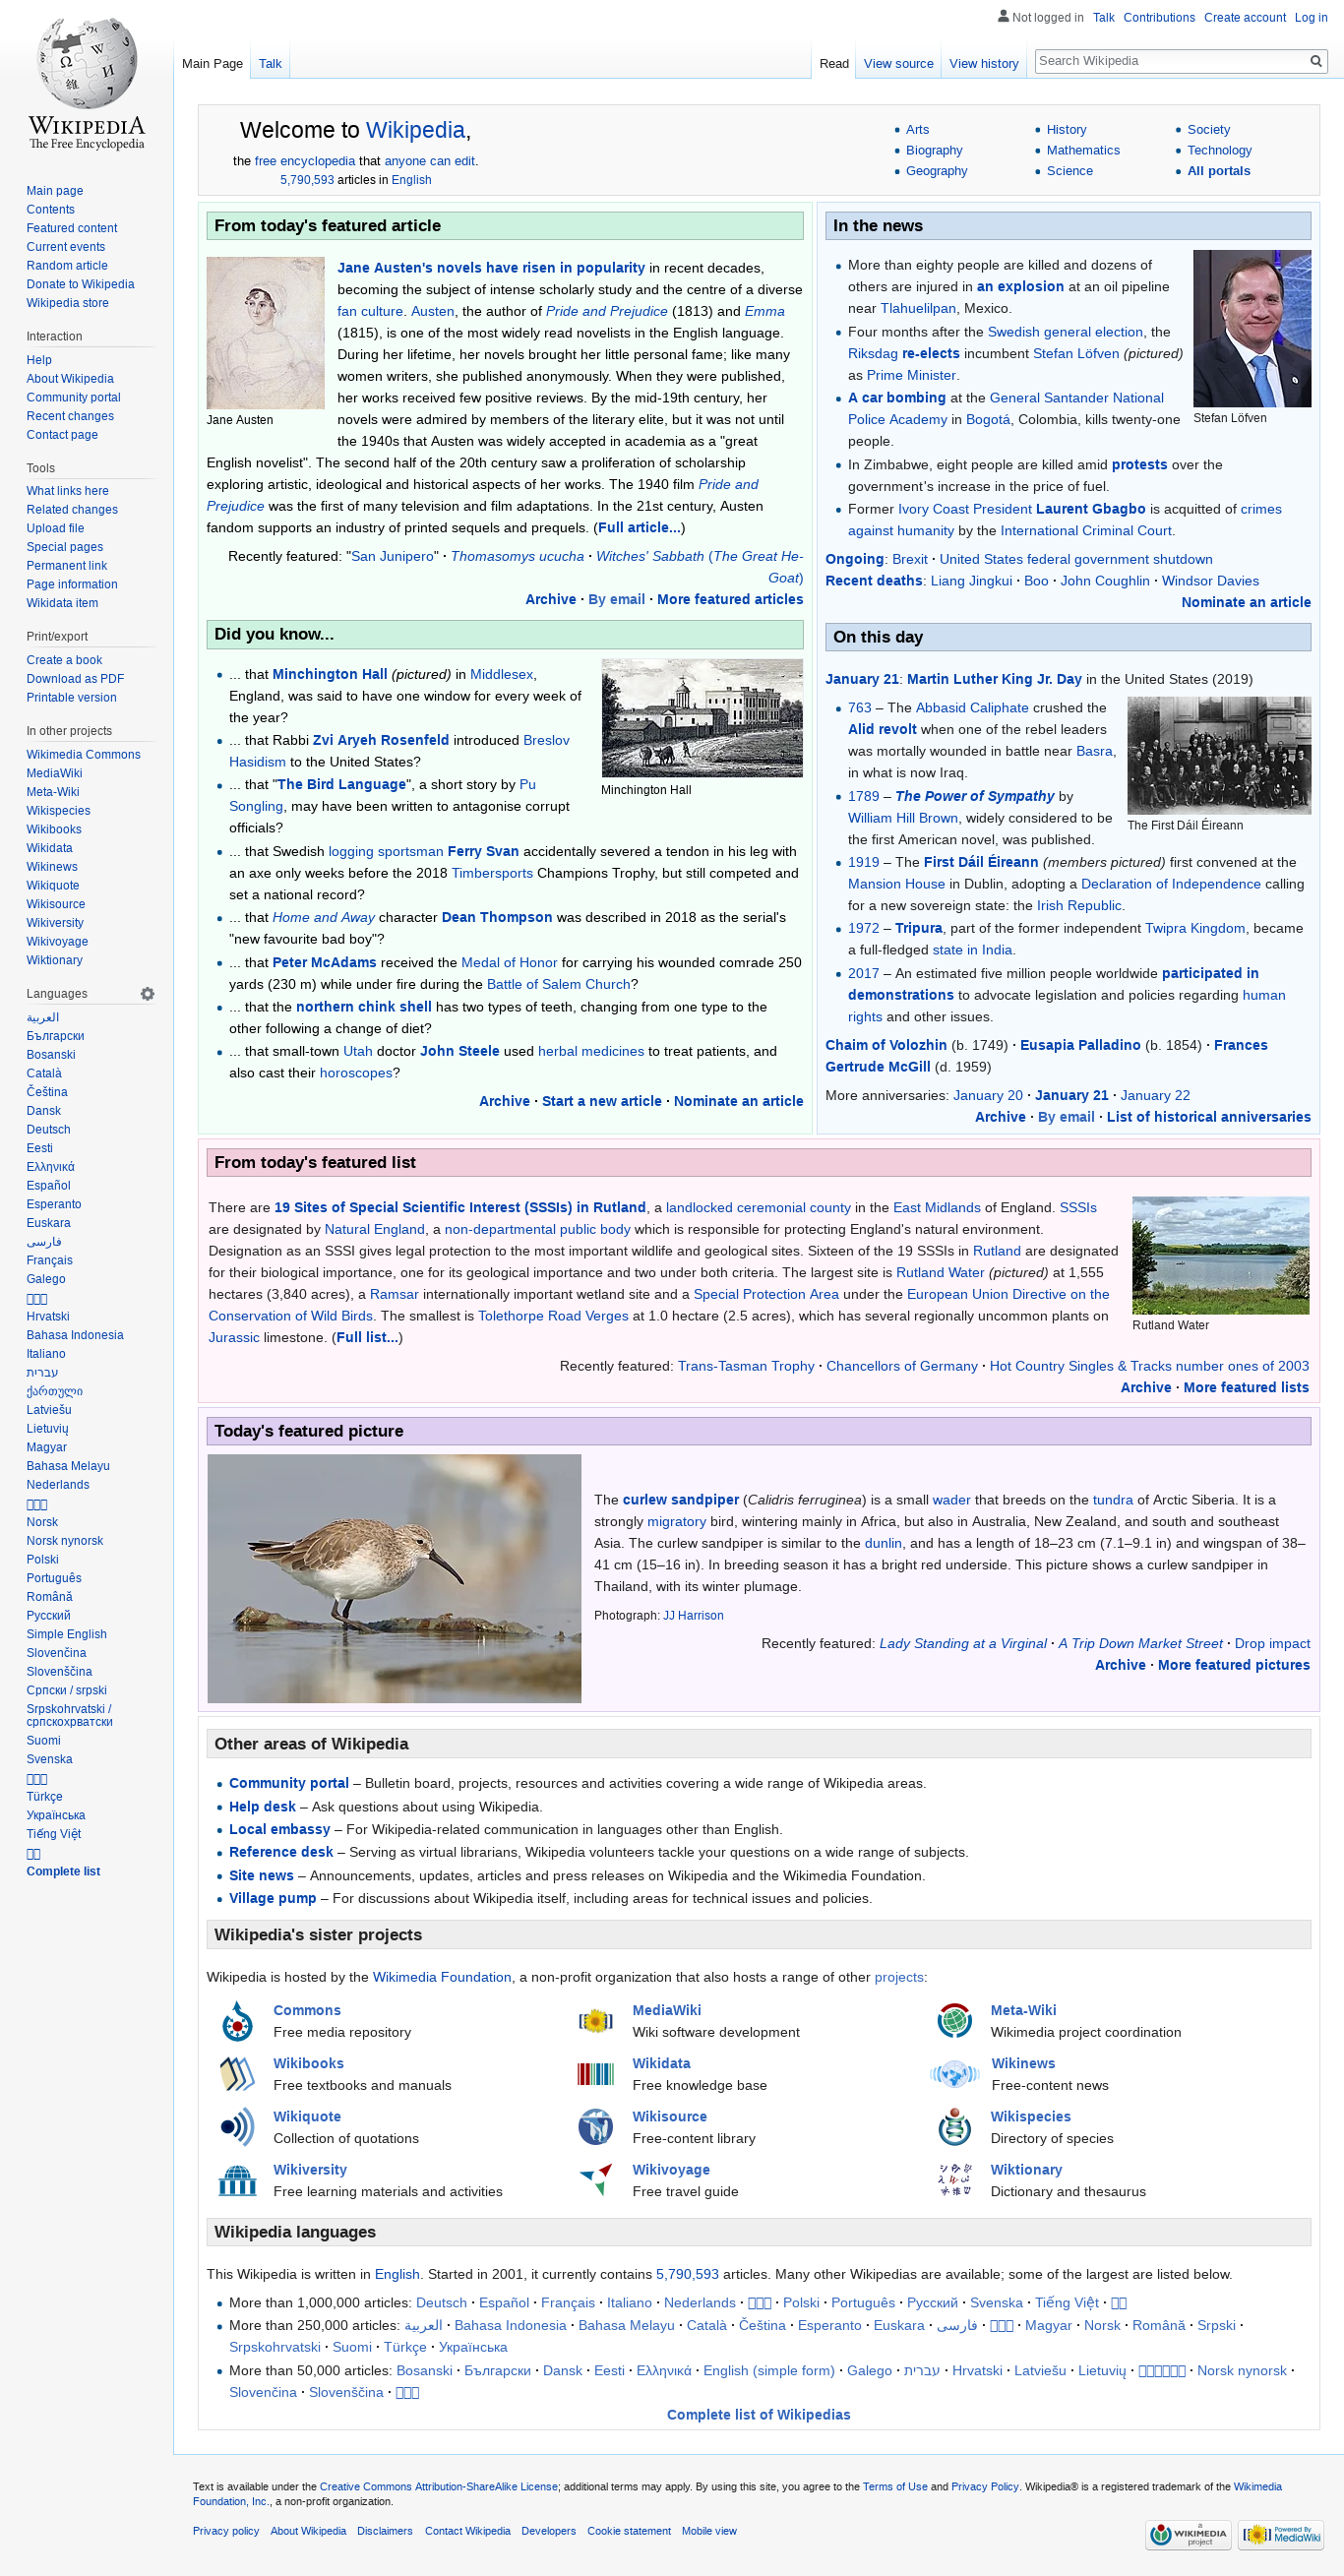 Not logged in Talk Contributions Create account Log in
Main Page Talk Read View source View history Search Wikipedia
WIKIPEDIA
The Free Encyclopedia
Main page
Contents
Featured content
Current events
Random article
Donate to Wikipedia
Wikipedia store
Interaction
Help
About Wikipedia
Community portal
Recent changes
Contact page
Tools
What links here
Related changes
Upload file
Special pages
Permanent link
Page information
Wikidata item
Print/export
Create a book
Download as PDF
Printable version
In other projects
Wikimedia Commons
MediaWiki
Meta-Wiki
Wikispecies
Wikibooks
Wikidata
Wikinews
Wikiquote
Wikisource
Wikiversity
Wikivoyage
Wiktionary
Languages
العربية
Български
Bosanski
Català
Čeština
Dansk
Deutsch
Eesti
Ελληνικά
Español
Esperanto
Euskara
فارسی
Français
Galego
Hrvatski
Bahasa Indonesia
Italiano
עברית
ქართული
Latviešu
Lietuvių
Magyar
Bahasa Melayu
Nederlands
Norsk
Norsk nynorsk
Polski
Português
Română
Русский
Simple English
Slovenčina
Slovenščina
Српски / srpski
Srpskohrvatski /
српскохрватски
Suomi
Svenska
Türkçe
Українська
Tiếng Việt
Complete list
Welcome to Wikipedia,
the free encyclopedia that anyone can edit.
5,790,593 articles in English
Arts
Biography
Geography
History
Mathematics
Science
Society
Technology
All portals
From today's featured article
Jane Austen
Jane Austen's novels have risen in popularity in recent decades,
becoming the subject of intense scholarly study and the centre of a diverse
fan culture. Austen, the author of Pride and Prejudice (1813) and Emma
(1815), is one of the most widely read novelists in the English language.
During her lifetime, her novels brought her little personal fame; like many
women writers, she published anonymously. When they were published,
her works received few positive reviews. By the mid-19th century, her
novels were admired by members of the literary elite, but it was not until
the 1940s that Austen was widely accepted in academia as a "great
English novelist". The second half of the 20th century saw a proliferation of scholarship
exploring artistic, ideological and historical aspects of her works. The 1940 film Pride and
Prejudice was the first of many television and film adaptations. In the 21st century, Austen
fandom supports an industry of printed sequels and prequels. (Full article...)
Recently featured: "San Junipero" · Thomasomys ucucha · Witches' Sabbath (The Great He-
Goat)
Archive · By email · More featured articles
Did you know...
Minchington Hall
... that Minchington Hall (pictured) in Middlesex,
England, was said to have one window for every week of
the year?
... that Rabbi Zvi Aryeh Rosenfeld introduced Breslov
Hasidism to the United States?
... that "The Bird Language", a short story by Pu
Songling, may have been written to antagonise corrupt
officials?
... that Swedish logging sportsman Ferry Svan accidentally severed a tendon in his leg with
an axe only weeks before the 2018 Timbersports Champions Trophy, but still competed and
set a national record?
... that Home and Away character Dean Thompson was described in 2018 as the serial's
"new favourite bad boy"?
... that Peter McAdams received the Medal of Honor for carrying his wounded comrade 250
yards (230 m) while under fire during the Battle of Salem Church?
... that the northern chink shell has two types of teeth, changing from one type to the
other following a change of diet?
... that small-town Utah doctor John Steele used herbal medicines to treat patients, and
also cast their horoscopes?
Archive · Start a new article · Nominate an article
In the news
Stefan Löfven
More than eighty people are killed and dozens of
others are injured in an explosion at an oil pipeline
near Tlahuelilpan, Mexico.
Four months after the Swedish general election, the
Riksdag re-elects incumbent Stefan Löfven (pictured)
as Prime Minister.
A car bombing at the General Santander National
Police Academy in Bogotá, Colombia, kills twenty-one
people.
In Zimbabwe, eight people are killed amid protests over the
government's increase in the price of fuel.
Former Ivory Coast President Laurent Gbagbo is acquitted of crimes
against humanity by the International Criminal Court.
Ongoing: Brexit · United States federal government shutdown
Recent deaths: Liang Jingkui · Boo · John Coughlin · Windsor Davies
Nominate an article
On this day
January 21: Martin Luther King Jr. Day in the United States (2019)
The First Dáil Éireann
763 – The Abbasid Caliphate crushed the
Alid revolt when one of the rebel leaders
was mortally wounded in battle near Basra,
in what is now Iraq.
1789 – The Power of Sympathy by
William Hill Brown, widely considered to be
the first American novel, was published.
1919 – The First Dáil Éireann (members pictured) first convened at the
Mansion House in Dublin, adopting a Declaration of Independence calling
for a new sovereign state: the Irish Republic.
1972 – Tripura, part of the former independent Twipra Kingdom, became
a full-fledged state in India.
2017 – An estimated five million people worldwide participated in
demonstrations to advocate legislation and policies regarding human
rights and other issues.
Chaim of Volozhin (b. 1749) · Eusapia Palladino (b. 1854) · Frances
Gertrude McGill (d. 1959)
More anniversaries: January 20 · January 21 · January 22
Archive · By email · List of historical anniversaries
From today's featured list
Rutland Water
There are 19 Sites of Special Scientific Interest (SSSIs) in Rutland, a landlocked ceremonial county in the East Midlands of England. SSSIs
are designated by Natural England, a non-departmental public body which is responsible for protecting England's natural environment.
Designation as an SSSI gives legal protection to the most important wildlife and geological sites. Sixteen of the 19 SSSIs in Rutland are designated
for their biological importance, one for its geological importance and two under both criteria. The largest site is Rutland Water (pictured) at 1,555
hectares (3,840 acres), a Ramsar internationally important wetland site and a Special Protection Area under the European Union Directive on the
Conservation of Wild Birds. The smallest is Tolethorpe Road Verges at 1.0 hectare (2.5 acres), which has several regionally uncommon plants on
Jurassic limestone. (Full list...)
Recently featured: Trans-Tasman Trophy · Chancellors of Germany · Hot Country Singles & Tracks number ones of 2003
Archive · More featured lists
Today's featured picture
The curlew sandpiper (Calidris ferruginea) is a small wader that breeds on the tundra of Arctic Siberia. It is a
strongly migratory bird, wintering mainly in Africa, but also in Australia, New Zealand, and south and southeast
Asia. The curlew sandpiper is similar to the dunlin, and has a length of 18–23 cm (7.1–9.1 in) and wingspan of 38–
41 cm (15–16 in). In breeding season it has a bright red underside. This picture shows a curlew sandpiper in
Thailand, with its winter plumage.
Photograph: JJ Harrison
Recently featured: Lady Standing at a Virginal · A Trip Down Market Street · Drop impact
Archive · More featured pictures
Other areas of Wikipedia
Community portal – Bulletin board, projects, resources and activities covering a wide range of Wikipedia areas.
Help desk – Ask questions about using Wikipedia.
Local embassy – For Wikipedia-related communication in languages other than English.
Reference desk – Serving as virtual librarians, Wikipedia volunteers tackle your questions on a wide range of subjects.
Site news – Announcements, updates, articles and press releases on Wikipedia and the Wikimedia Foundation.
Village pump – For discussions about Wikipedia itself, including areas for technical issues and policies.
Wikipedia's sister projects
Wikipedia is hosted by the Wikimedia Foundation, a non-profit organization that also hosts a range of other projects:
Commons
Free media repository
MediaWiki
Wiki software development
Meta-Wiki
Wikimedia project coordination
Wikibooks
Free textbooks and manuals
Wikidata
Free knowledge base
Wikinews
Free-content news
Wikiquote
Collection of quotations
Wikisource
Free-content library
Wikispecies
Directory of species
Wikiversity
Free learning materials and activities
Wikivoyage
Free travel guide
Wiktionary
Dictionary and thesaurus
Wikipedia languages
This Wikipedia is written in English. Started in 2001, it currently contains 5,790,593 articles. Many other Wikipedias are available; some of the largest are listed below.
More than 1,000,000 articles: Deutsch · Español · Français · Italiano · Nederlands · Polski · Português · Русский · Svenska · Tiếng Việt ·
More than 250,000 articles: العربية · Bahasa Indonesia · Bahasa Melayu · Català · Čeština · Esperanto · Euskara · فارسی · Magyar · Norsk · Română · Srpski ·
Srpskohrvatski · Suomi · Türkçe · Українська
More than 50,000 articles: Bosanski · Български · Dansk · Eesti · Ελληνικά · English (simple form) · Galego · עברית · Hrvatski · Latviešu · Lietuvių · Norsk nynorsk ·
Slovenčina · Slovenščina ·
Complete list of Wikipedias
Text is available under the Creative Commons Attribution-ShareAlike License; additional terms may apply. By using this site, you agree to the Terms of Use and Privacy Policy. Wikipedia® is a registered trademark of the Wikimedia
Foundation, Inc., a non-profit organization.
Privacy policy About Wikipedia Disclaimers Contact Wikipedia Developers Cookie statement Mobile view
a WIKIMEDIA project
Powered By MediaWiki